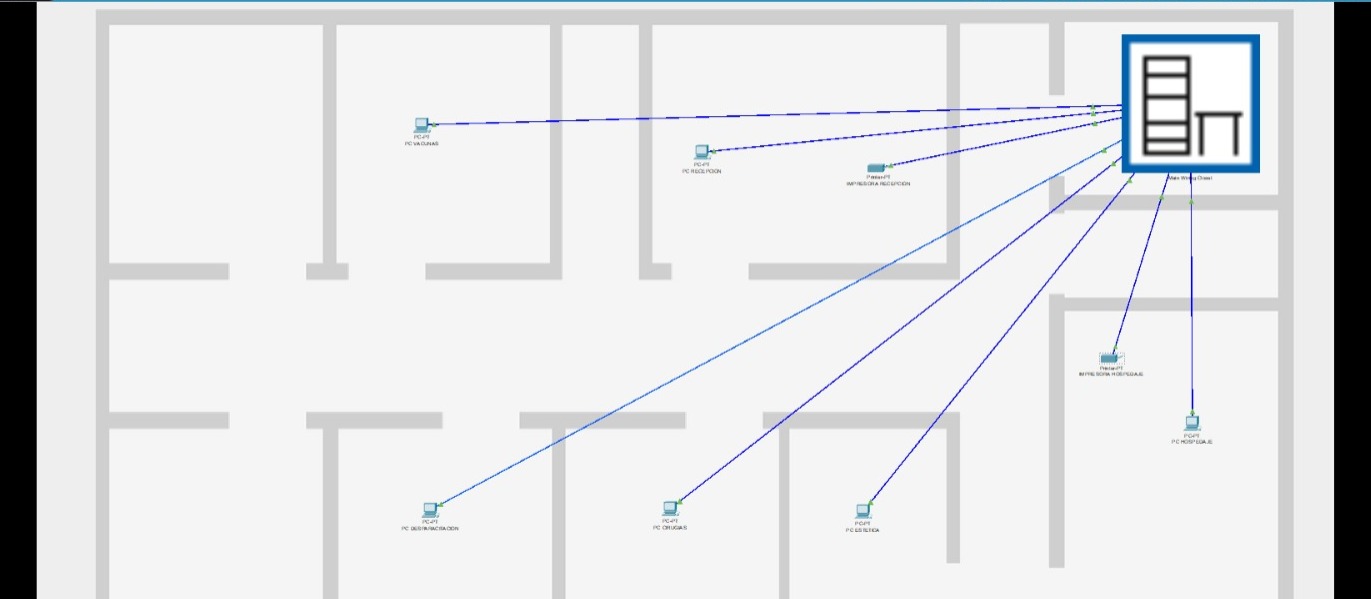 PC-PT
PC VACUNAS
PC-PT
PC RECEPCION
Printer-PT
IMPRESORA RECEPCION
Main Wiring Closet
Printer-PT
IMPRESORA HOSPEDAJE
PC-PT
PC HOSPEDAJE
PC-PT
PC
PC-PT
PC CIRUGIAS
PC-PT
PC ESTETICA